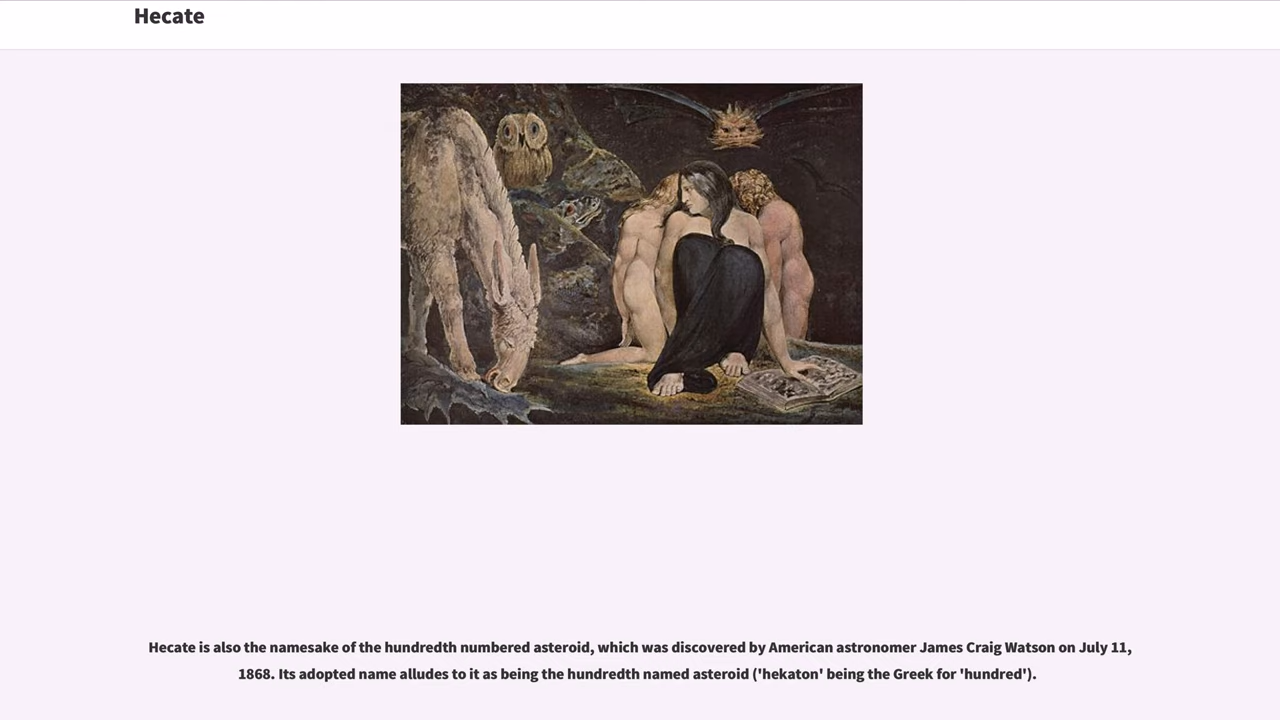 Hecate
Hecate is also the namesake of the hundredth numbered asteroid, which was discovered by American astronomer James Craig Watson on July 11,
1868. Its adopted name alludes to it as being the hundredth named asteroid ('hekaton' being the Greek for 'hundred').